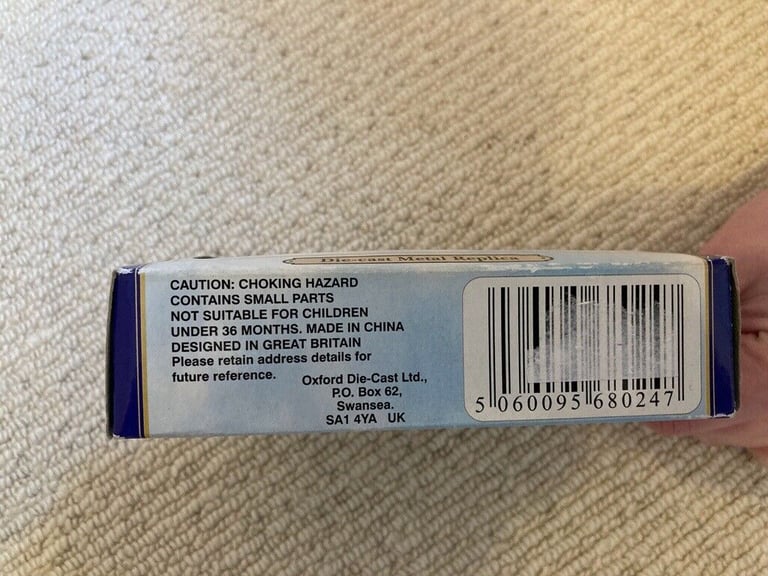 Die-cast Metal Replica
CAUTION: CHOKING HAZARD
CONTAINS SMALL PARTS
NOT SUITABLE FOR CHILDREN
UNDER 36 MONTHS. MADE IN CHINA
DESIGNED IN GREAT BRITAIN
Please retain address details for
future reference.
Oxford Die-Cast Ltd.,
P.O. Box 62,
Swansea.
SA1 4YA UK
5 060095 680247